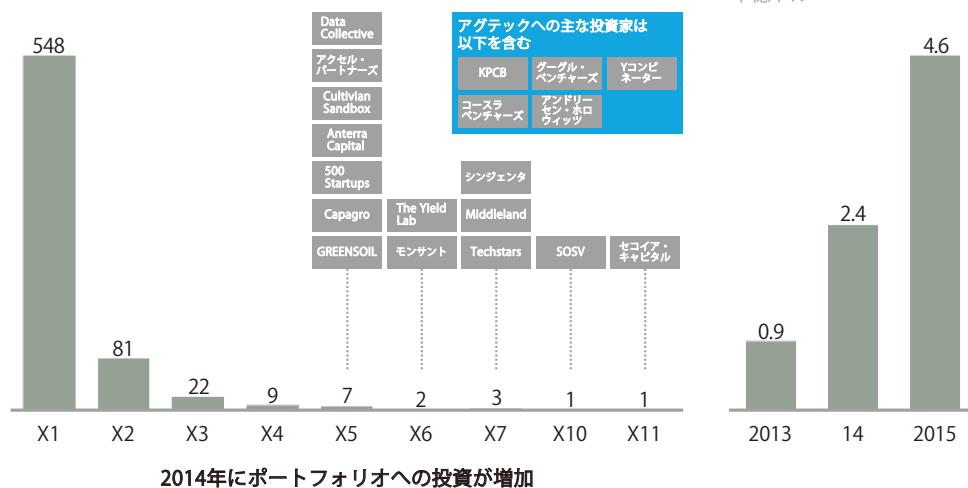 548
81
22
9
7
2
3
1
1
X1
X2
X3
X4
X5
X6
X7
X10
X11
2014年にポートフォリオへの投資が増加
Data
Collective
アクセル・
パートナーズ
Cultivian
Sandbox
Anterra
Capital
500
Startups
Capagro
GREENSOIL
The Yield
Lab
モンサント
シンジェンタ
Middleland
Techstars
SOSV
セコイア・
キャピタル
アグテックへの主な投資家は
以下を含む
KPCB
グーグル・
ベンチャーズ
Yコンビ
ネーター
コースラ
ベンチャーズ
アンドリー
セン・ホロ
ウィッツ
0.9
2.4
4.6
2013
14
2015